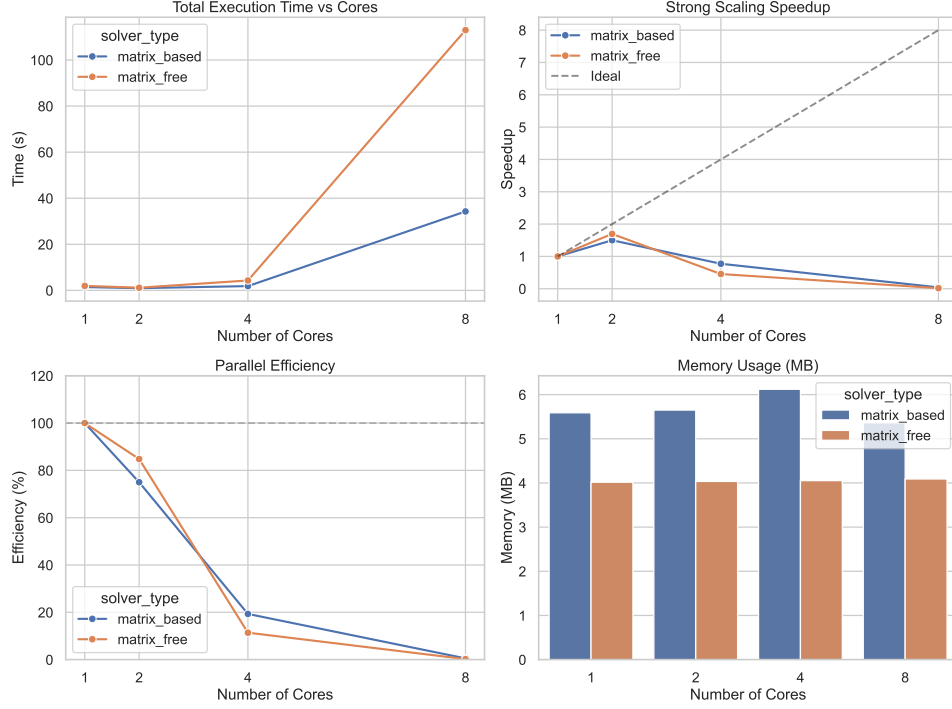 Total Execution Time vs Cores
solver_type
matrix_based
matrix_free
100
80
60
40
20
0
Time (s)
1 2 4 8
Number of Cores
Strong Scaling Speedup
matrix_based
matrix_free
Ideal
8
7
6
5
4
3
2
1
0
Speedup
1 2 4 8
Number of Cores
Parallel Efficiency
120
100
80
60
40
20
0
Efficiency (%)
solver_type
matrix_based
matrix_free
1 2 4 8
Number of Cores
Memory Usage (MB)
solver_type
matrix_based
matrix_free
6
5
4
3
2
1
0
Memory (MB)
1 2 4 8
Number of Cores